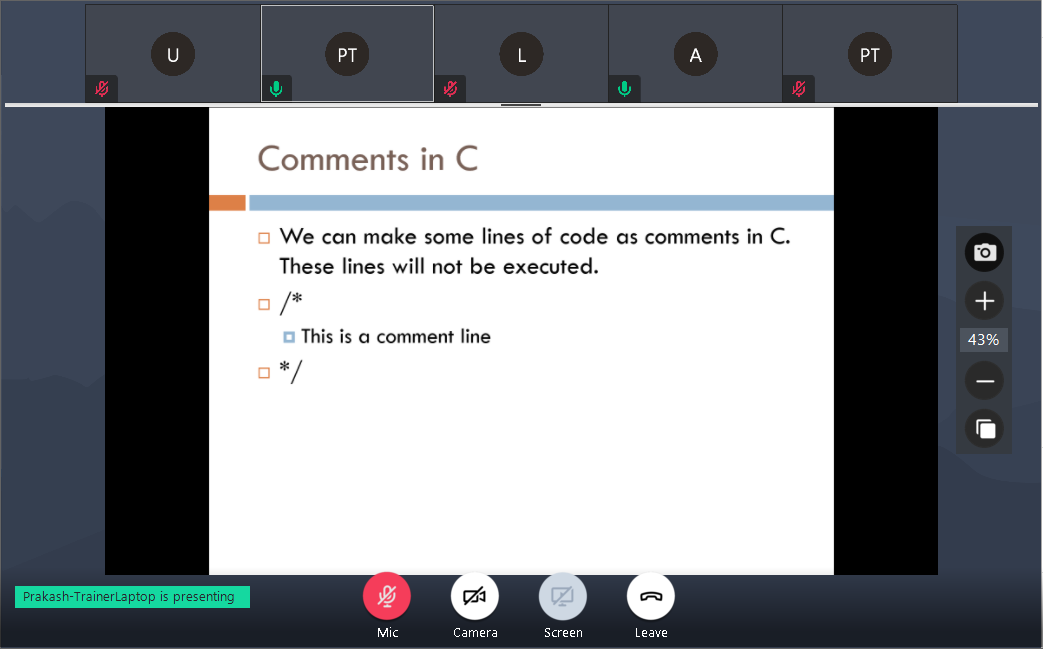 U
PT
L
A
PT
Comments in C
We can make some lines of code as comments in C.
These lines will not be executed.
/*
This is a comment line
*/
43%
Prakash-TrainerLaptop is presenting
Mic
Camera
Screen
Leave